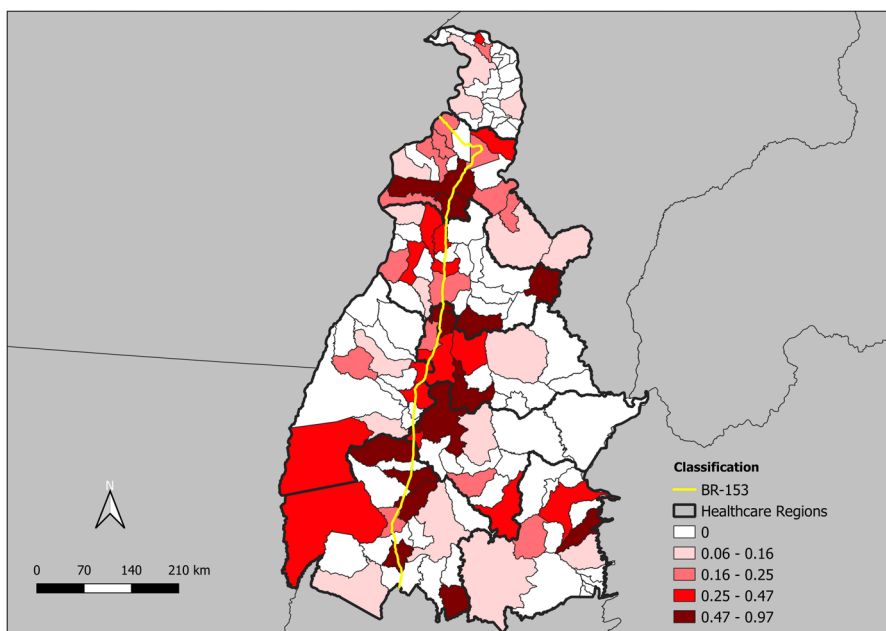 Classification
BR-153
Healthcare Regions
0
0.06 - 0.16
0.16 - 0.25
0.25 - 0.47
0.47 - 0.97
N
0 70 140 210 km